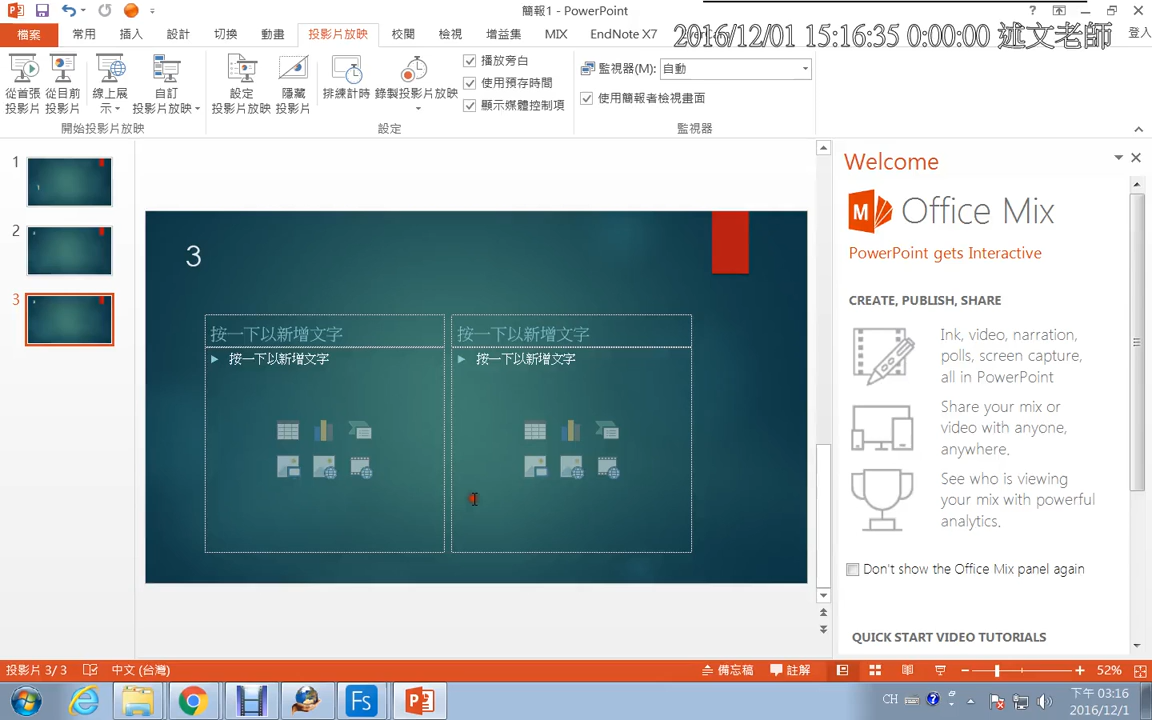 簡報1 - PowerPoint
2016/12/01 15:16:35 0:00:00 述文老師
登入
檔案 常用 插入 設計 切換 動畫 投影片放映 校閱 檢視 增益集 MIX EndNote X7
從首張
投影片
從目前
投影片
線上展
示
自訂
投影片放映
設定
投影片放映
隱藏
投影片
排練計時
錄製投影片放映
播放旁白
使用預存時間
顯示媒體控制項
監視器(M): 自動
使用簡報者檢視畫面
開始投影片放映
設定
監視器
1
2
3
3
按一下以新增文字
按一下以新增文字
按一下以新增文字
按一下以新增文字
Welcome
Office Mix
PowerPoint gets Interactive
CREATE, PUBLISH, SHARE
Ink, video, narration,
polls, screen capture,
all in PowerPoint
Share your mix or
video with anyone,
anywhere.
See who is viewing
your mix with powerful
analytics.
Don't show the Office Mix panel again
QUICK START VIDEO TUTORIALS
投影片 3/3 中文 (台灣) 備忘稿 註解 52%
Fs
CH
下午 03:16
2016/12/1